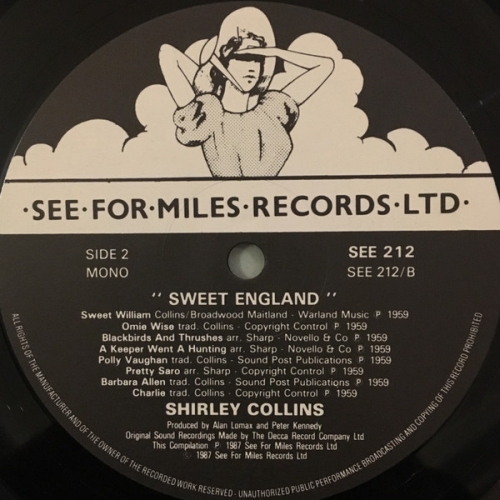 ·SEE·FOR·MILES·RECORDS·LTD·
SIDE 2
MONO
SEE 212
SEE 212/B
" SWEET ENGLAND "
Sweet William Collins/Broadwood Maitland - Warland Music ℗ 1959
Omie Wise trad. Collins - Copyright Control ℗ 1959
Blackbirds And Thrushes arr. Sharp - Novello & Co ℗ 1959
A Keeper Went A Hunting arr. Sharp - Novello & Co ℗ 1959
Polly Vaughan trad. Collins - Sound Post Publications ℗ 1959
Pretty Saro arr. Sharp - Copyright Control ℗ 1959
Barbara Allen trad. Collins - Sound Post Publications ℗ 1959
Charlie trad. Collins - Copyright Control ℗ 1959
SHIRLEY COLLINS
Produced by Alan Lomax and Peter Kennedy
Original Sound Recordings Made by The Decca Record Company Ltd
This Compilation ℗ 1987 See For Miles Records Ltd
© 1987 See For Miles Records Ltd
ALL RIGHTS OF THE MANUFACTURER AND OF THE OWNER OF THE RECORDED WORK RESERVED - UNAUTHORIZED PUBLIC PERFORMANCE BROADCASTING AND COPYING OF THIS RECORD PROHIBITED